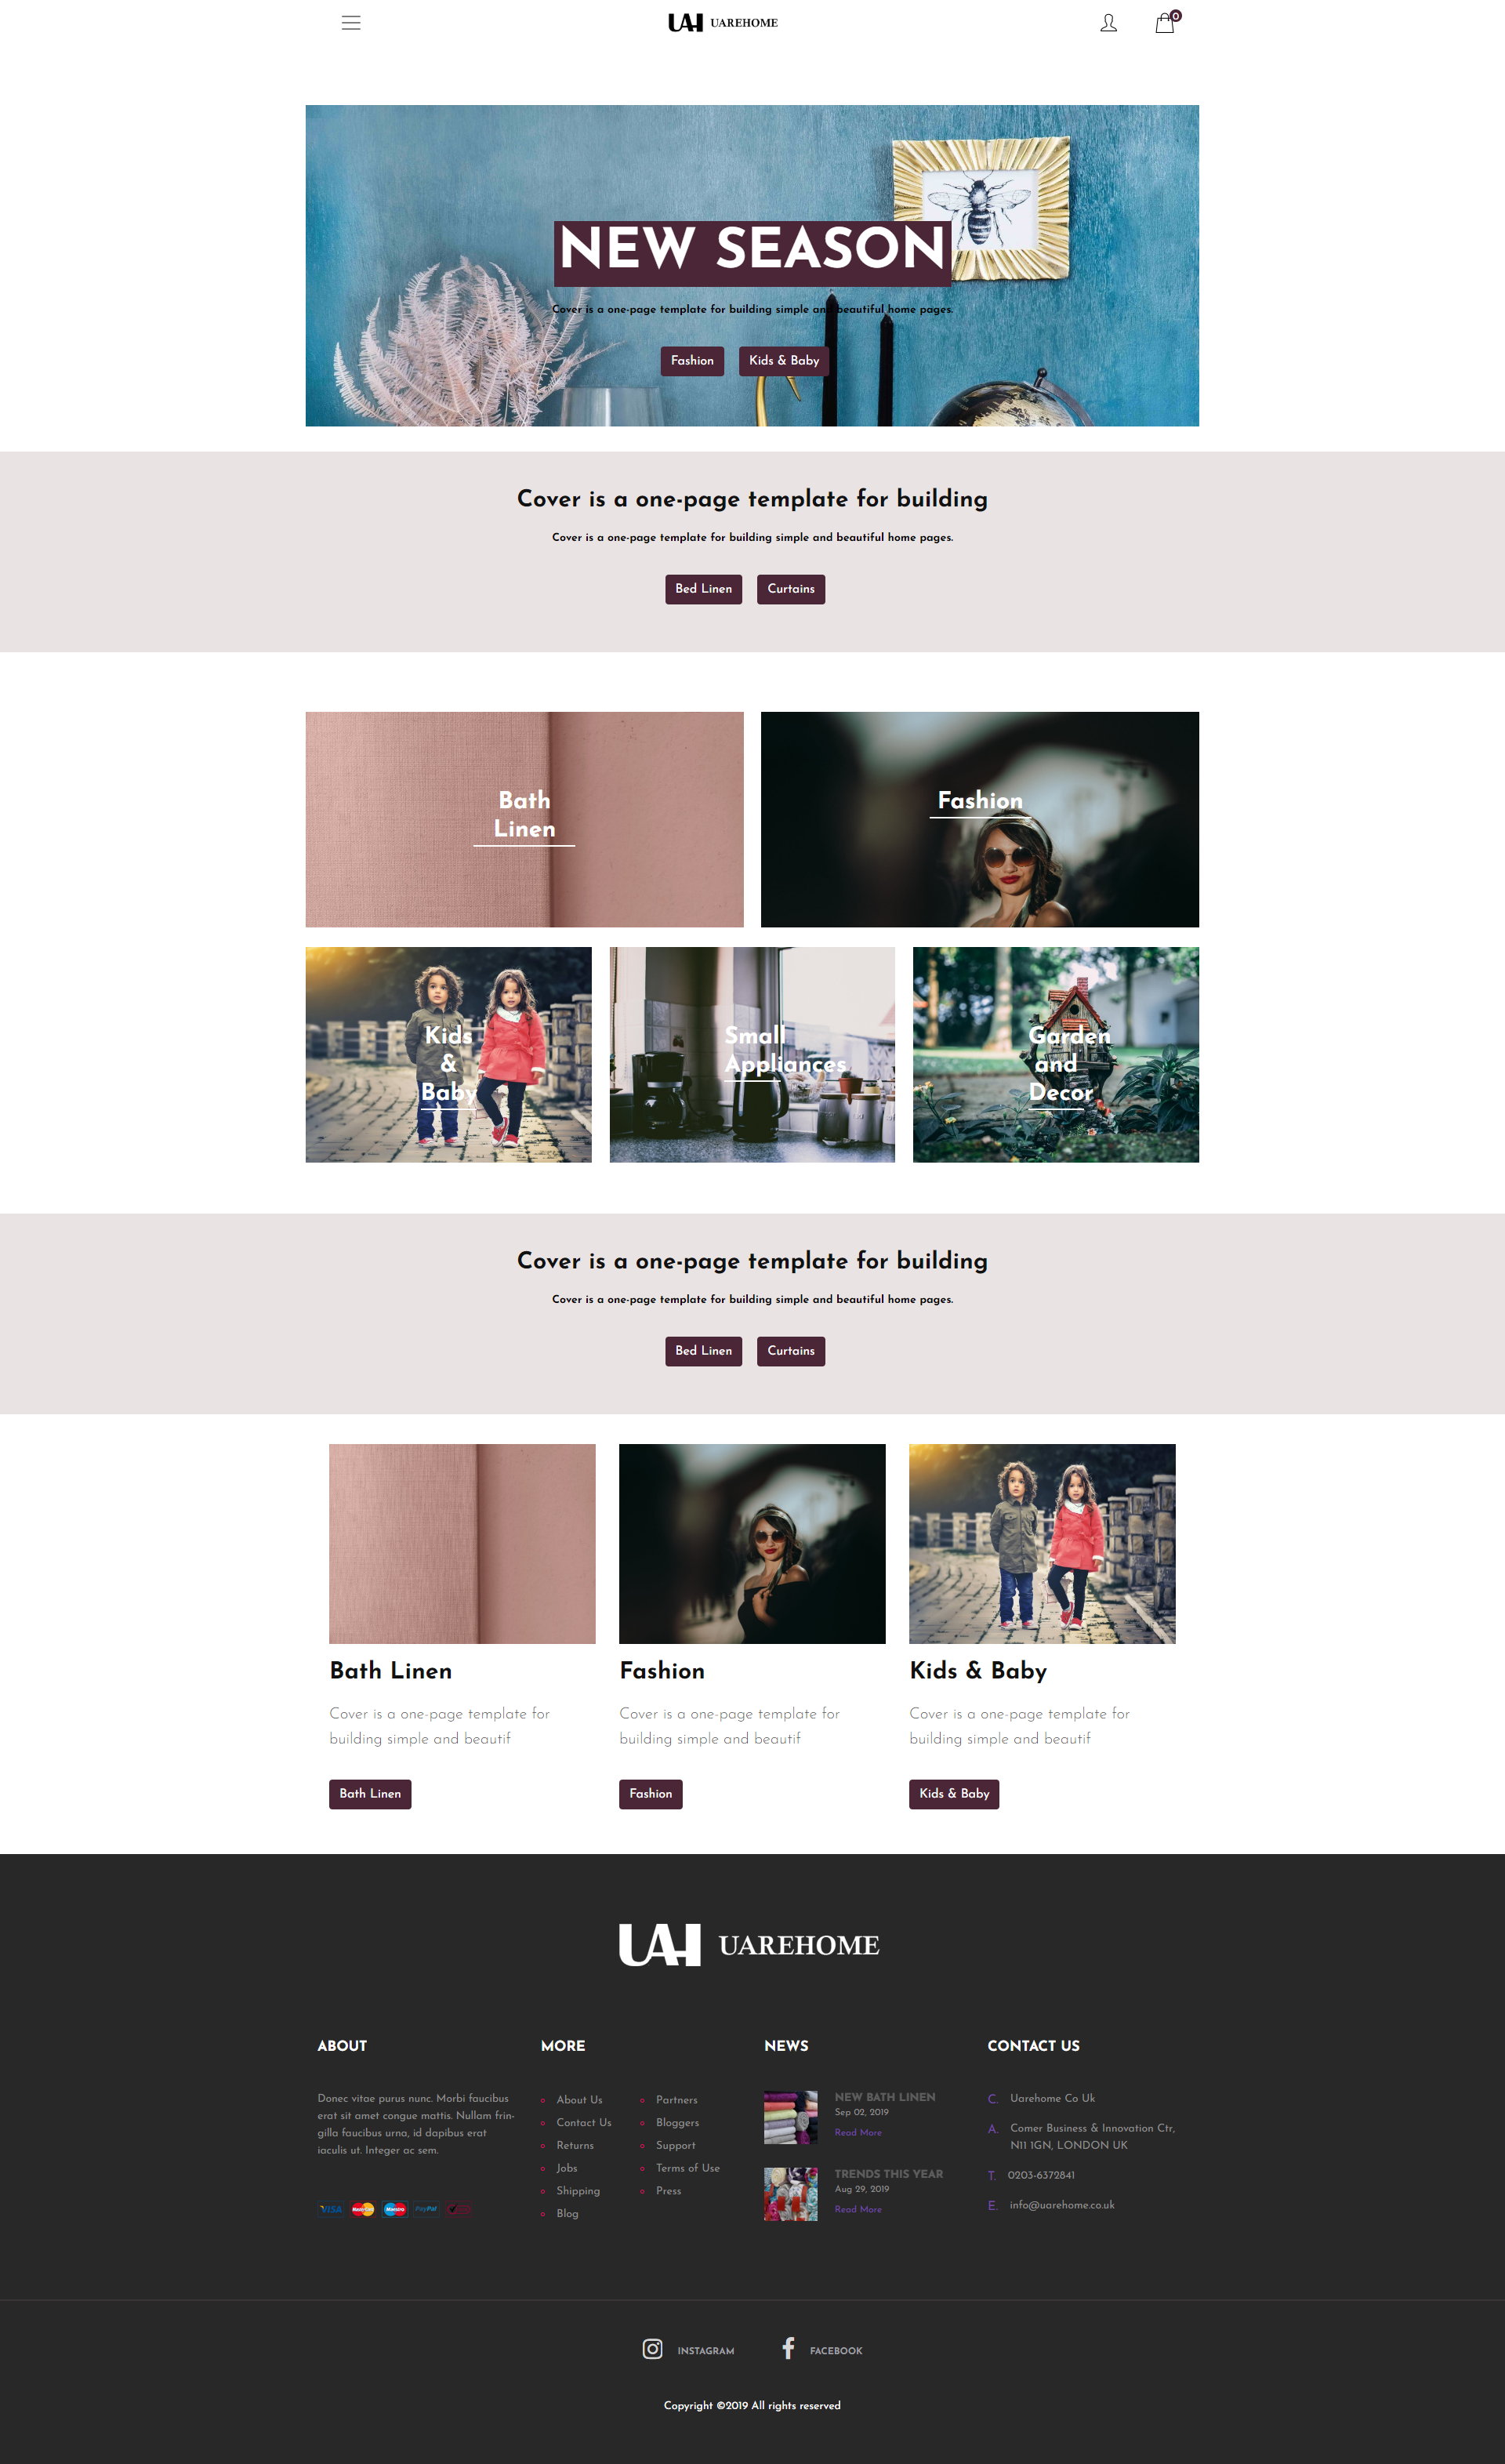 UAH UAREHOME
0
NEW SEASON
Cover is a one-page template for building simple and beautiful home pages.
Fashion
Kids & Baby
Cover is a one-page template for building
Cover is a one-page template for building simple and beautiful home pages.
Bed Linen
Curtains
Bath
Linen
Fashion
Kids
&
Baby
Small
Appliances
Garden
and
Decor
Cover is a one-page template for building
Cover is a one-page template for building simple and beautiful home pages.
Bed Linen
Curtains
Bath Linen
Cover is a one-page template for
building simple and beautif
Bath Linen
Fashion
Cover is a one-page template for
building simple and beautif
Fashion
Kids & Baby
Cover is a one-page template for
building simple and beautif
Kids & Baby
UAH UAREHOME
ABOUT
Donec vitae purus nunc. Morbi faucibus
erat sit amet congue mattis. Nullam frin-
gilla faucibus urna, id dapibus erat
iaculis ut. Integer ac sem.
VISA MasterCard Maestro PayPal
MORE
About Us
Contact Us
Returns
Jobs
Shipping
Blog
Partners
Bloggers
Support
Terms of Use
Press
NEWS
NEW BATH LINEN
Sep 02, 2019
Read More
TRENDS THIS YEAR
Aug 29, 2019
Read More
CONTACT US
C. Uarehome Co Uk
A. Comer Business & Innovation Ctr,
N11 1GN, LONDON UK
T. 0203-6372841
E. info@uarehome.co.uk
INSTAGRAM
FACEBOOK
Copyright ©2019 All rights reserved